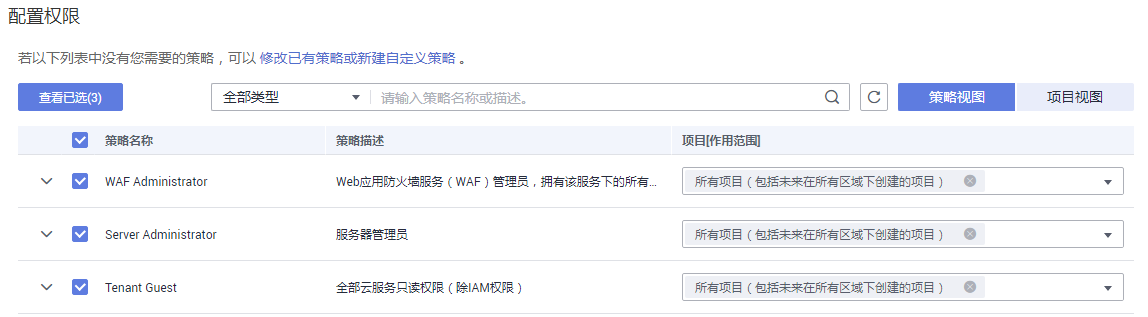 配置权限
若以下列表中没有您需要的策略，可以 修改已有策略或新建自定义策略 。
查看已选(3) 全部类型 请输入策略名称或描述。 策略视图 项目视图
策略名称 策略描述 项目[作用范围]
WAF Administrator Web应用防火墙服务（WAF）管理员，拥有该服务下的所有... 所有项目（包括未来在所有区域下创建的项目）
Server Administrator 服务器管理员 所有项目（包括未来在所有区域下创建的项目）
Tenant Guest 全部云服务只读权限（除IAM权限） 所有项目（包括未来在所有区域下创建的项目）